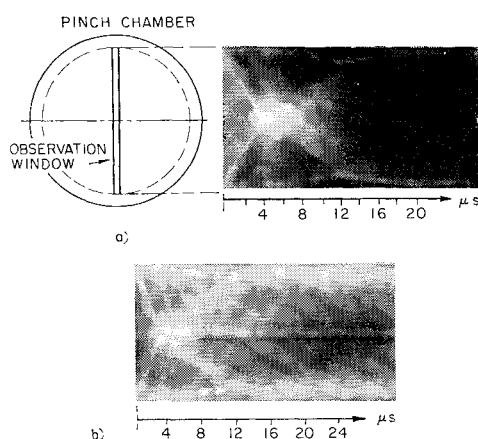 PINCH CHAMBER
OBSERVATION
WINDOW
4 8 12 16 20 μs
a)
4 8 12 16 20 24 μs
b)